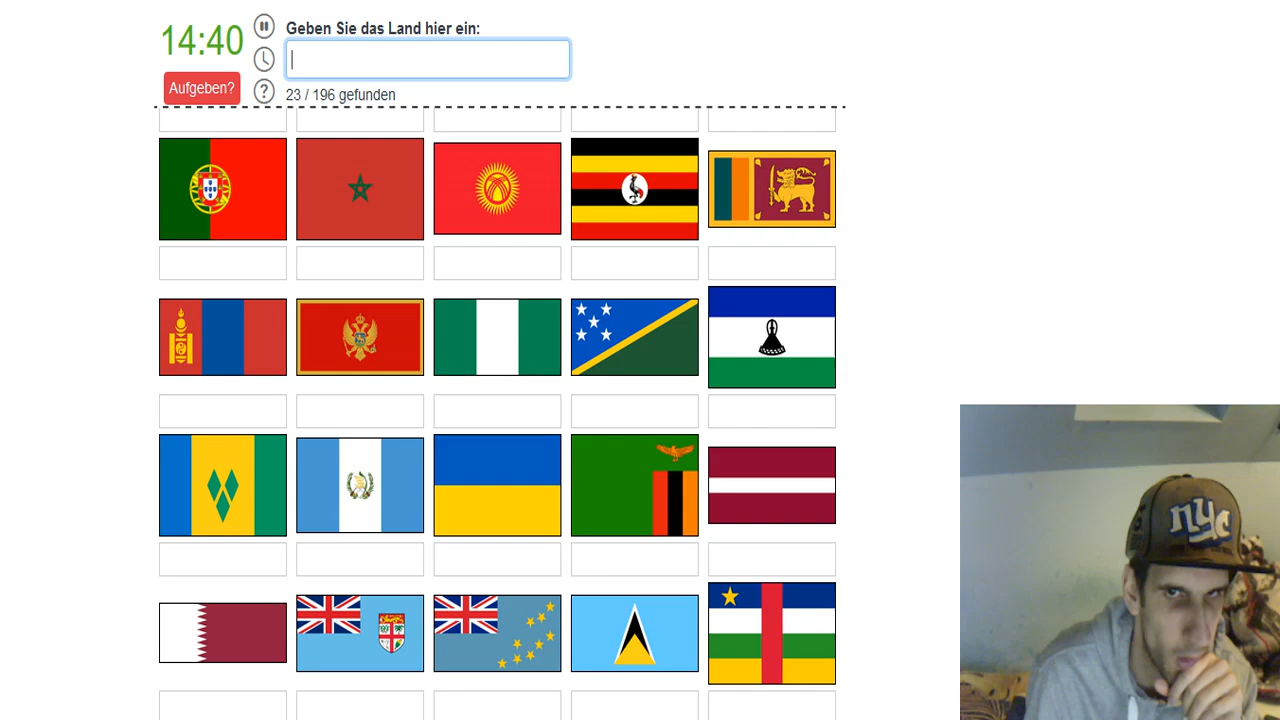 14:40
Geben Sie das Land hier ein:
Aufgeben?
?
23 / 196 gefunden
nyc